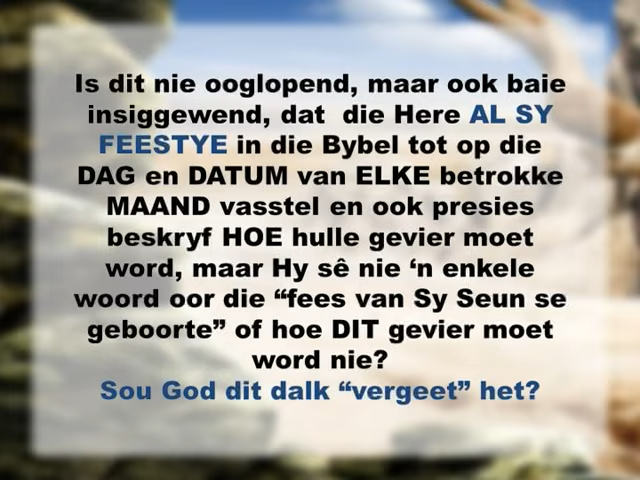 Is dit nie ooglopend, maar ook baie
insiggewend, dat die Here AL SY
FEESTYE in die Bybel tot op die
DAG en DATUM van ELKE betrokke
MAAND vasstel en ook presies
beskryf HOE hulle gevier moet
word, maar Hy sê nie ‘n enkele
woord oor die “fees van Sy Seun se
geboorte” of hoe DIT gevier moet
word nie?
Sou God dit dalk “vergeet” het?